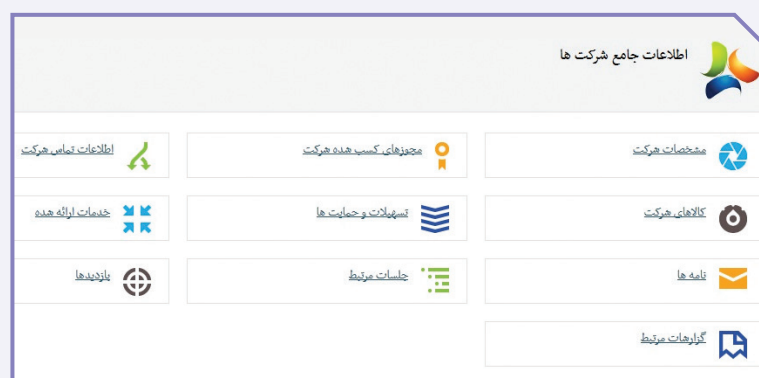 اطلاعات جامع شرکت ها
مشخصات شرکت
مجوزهای کسب شده شرکت
اطلاعات تماس شرکت
کالاهای شرکت
تسهیلات و حمایت ها
خدمات ارائه شده
نامه ها
جلسات مرتبط
بازدیدها
گزارشات مرتبط